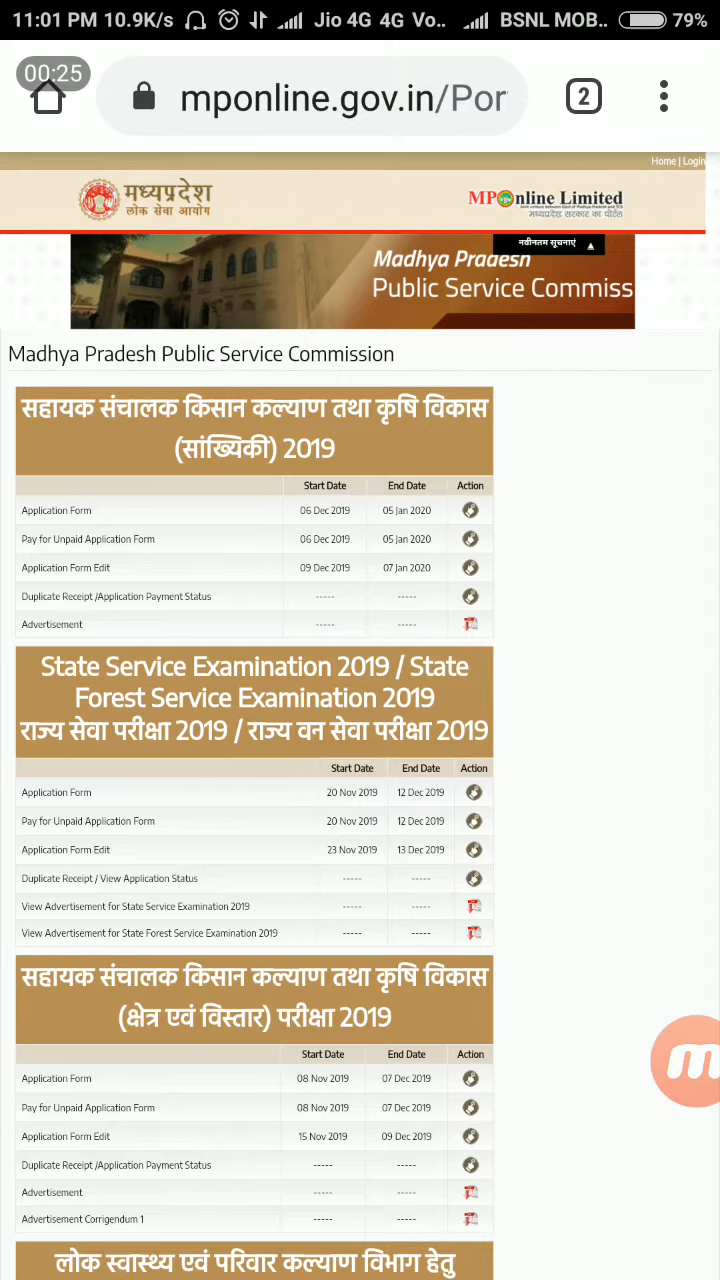 11:01 PM 10.9K/s Jio 4G 4G Vo.. BSNL MOB.. 79%
00:25
mponline.gov.in/Por 2
Home | Login
मध्यप्रदेश
लोक सेवा आयोग
MPOnline Limited
मध्यप्रदेश सरकार का पोर्टल
नवीनतम सूचनाएं
Madhya Pradesh
Public Service Commiss
Madhya Pradesh Public Service Commission
सहायक संचालक किसान कल्याण तथा कृषि विकास
(सांख्यिकी) 2019
Start Date End Date Action
Application Form 06 Dec 2019 05 Jan 2020
Pay for Unpaid Application Form 06 Dec 2019 05 Jan 2020
Application Form Edit 09 Dec 2019 07 Jan 2020
Duplicate Receipt /Application Payment Status ----- -----
Advertisement ----- -----
State Service Examination 2019 / State
Forest Service Examination 2019
राज्य सेवा परीक्षा 2019 / राज्य वन सेवा परीक्षा 2019
Start Date End Date Action
Application Form 20 Nov 2019 12 Dec 2019
Pay for Unpaid Application Form 20 Nov 2019 12 Dec 2019
Application Form Edit 23 Nov 2019 13 Dec 2019
Duplicate Receipt / View Application Status ----- -----
View Advertisement for State Service Examination 2019 ----- -----
View Advertisement for State Forest Service Examination 2019 ----- -----
सहायक संचालक किसान कल्याण तथा कृषि विकास
(क्षेत्र एवं विस्तार) परीक्षा 2019
Start Date End Date Action
Application Form 08 Nov 2019 07 Dec 2019
Pay for Unpaid Application Form 08 Nov 2019 07 Dec 2019
Application Form Edit 15 Nov 2019 09 Dec 2019
Duplicate Receipt /Application Payment Status ----- -----
Advertisement ----- -----
Advertisement Corrigendum 1 ----- -----
लोक स्वास्थ्य एवं परिवार कल्याण विभाग हेतु